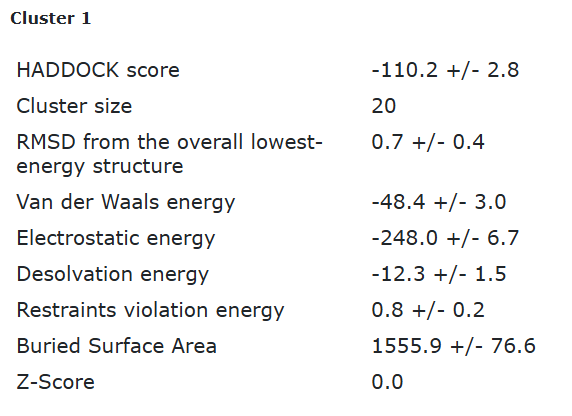 Cluster 1
HADDOCK score -110.2 +/- 2.8
Cluster size 20
RMSD from the overall lowest- 0.7 +/- 0.4
energy structure
Van der Waals energy -48.4 +/- 3.0
Electrostatic energy -248.0 +/- 6.7
Desolvation energy -12.3 +/- 1.5
Restraints violation energy 0.8 +/- 0.2
Buried Surface Area 1555.9 +/- 76.6
Z-Score 0.0